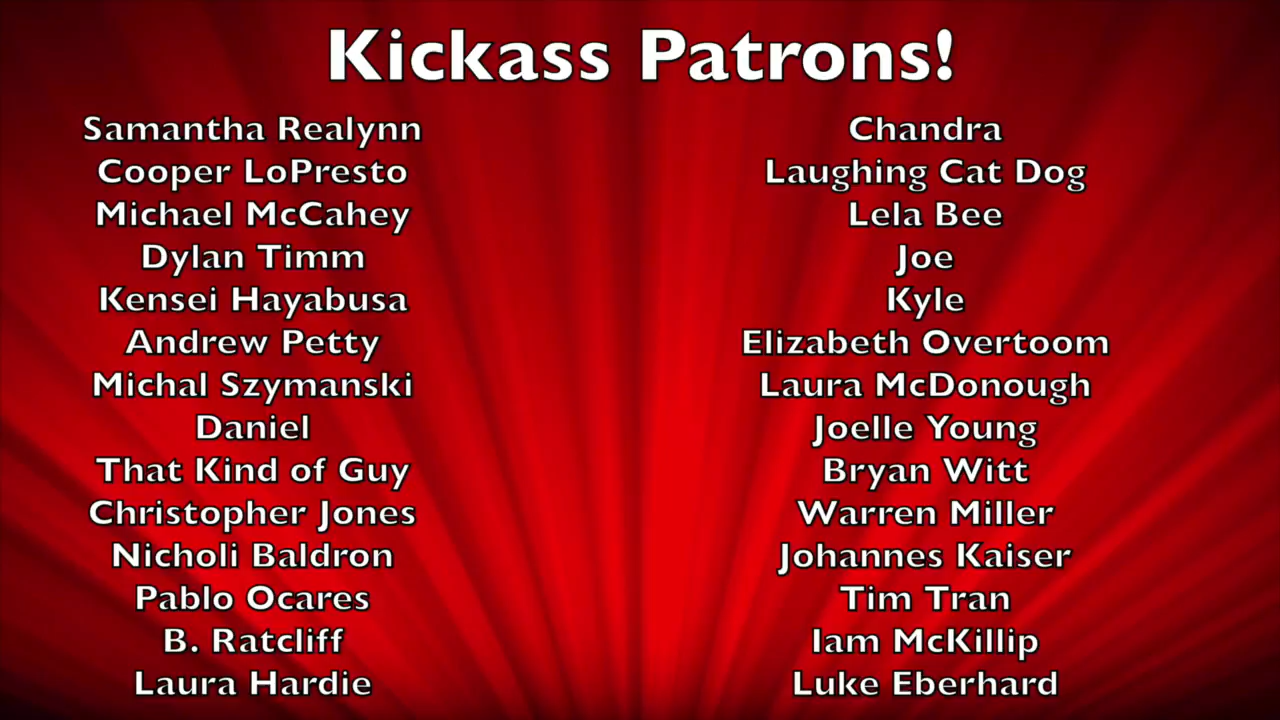 Kickass Patrons!
Samantha Realynn
Cooper LoPresto
Michael McCahey
Dylan Timm
Kensei Hayabusa
Andrew Petty
Michal Szymanski
Daniel
That Kind of Guy
Christopher Jones
Nicholi Baldron
Pablo Ocares
B. Ratcliff
Laura Hardie
Chandra
Laughing Cat Dog
Lela Bee
Joe
Kyle
Elizabeth Overtoom
Laura McDonough
Joelle Young
Bryan Witt
Warren Miller
Johannes Kaiser
Tim Tran
Iam McKillip
Luke Eberhard